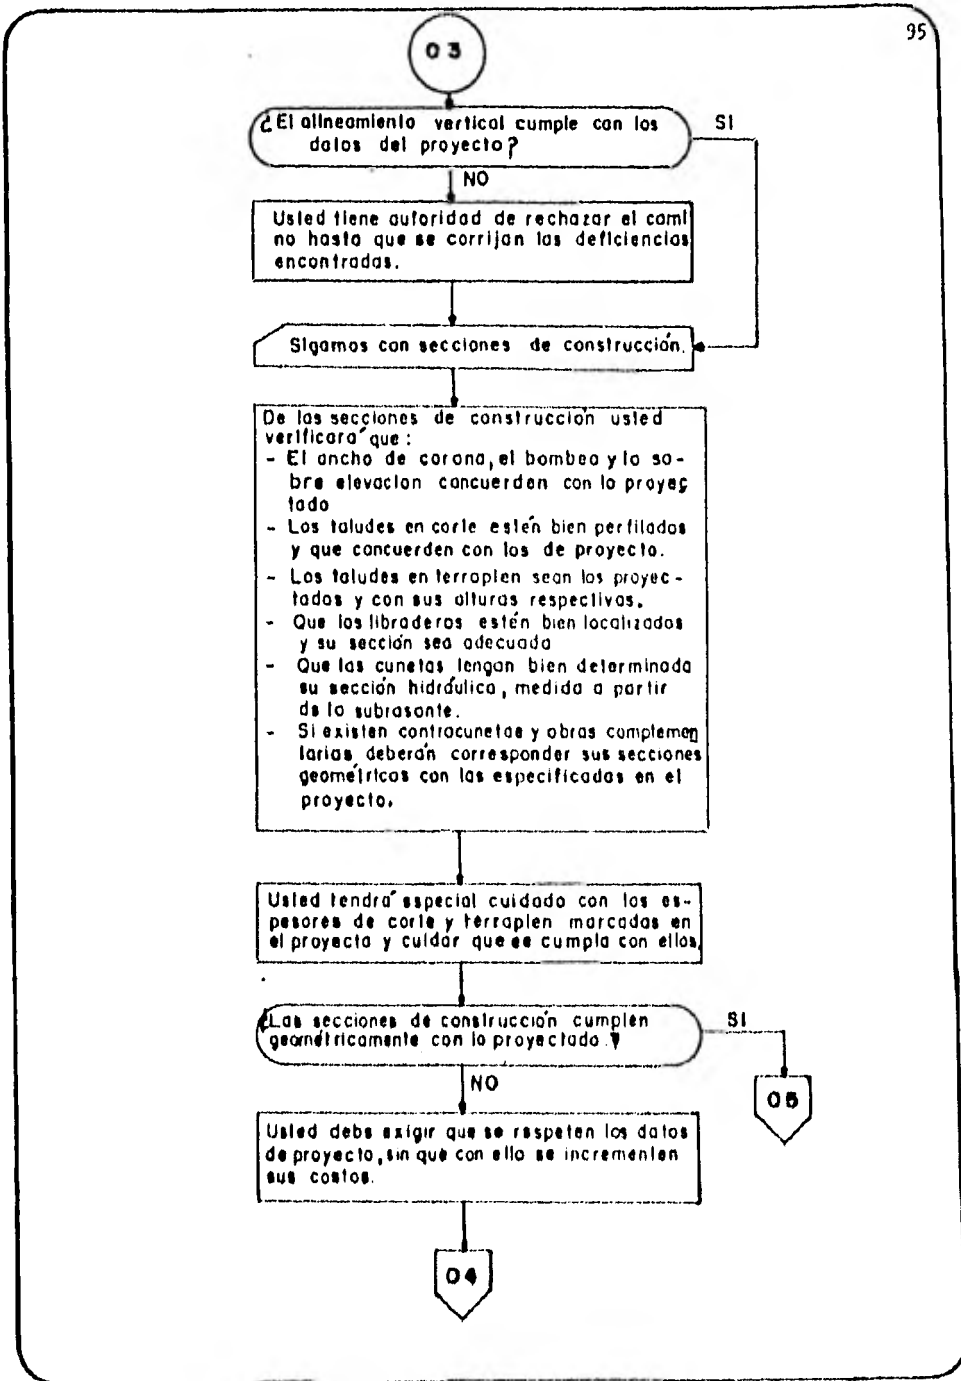 95
03
¿El alineamiento vertical cumple con los
datos del proyecto?
SI
NO
Usted tiene autoridad de rechazar el cami
no hasta que se corrijan las deficiencias
encontradas.
Sigamos con secciones de construcción.
De las secciones de construcción usted
verificará que:
- El ancho de corona, el bombeo y la so-
bre elevacion concuerden con lo proyec
tado
- Los taludes en corte estén bien perfilados
y que concuerden con los de proyecto.
- Los taludes en terraplen sean los proyec-
tados y con sus alturas respectivas.
- Que los libraderos estén bien localizados
y su sección sea adecuada
- Que las cunetas tengan bien determinada
su sección hidráulica, medida a partir
de la subrasante.
- Si existen contracunetas y obras complemen
tarias, deberán corresponder sus secciones
geométricas con las especificadas en el
proyecto.
Usted tendrá especial cuidado con los es-
pesores de corte y terraplen marcadas en
el proyecto y cuidar que se cumpla con ellos.
¿Las secciones de construcción cumplen
geométricamente con lo proyectado?
SI
05
NO
Usted debe exigir que se respeten los datos
de proyecto, sin que con ello se incrementen
sus costos.
04